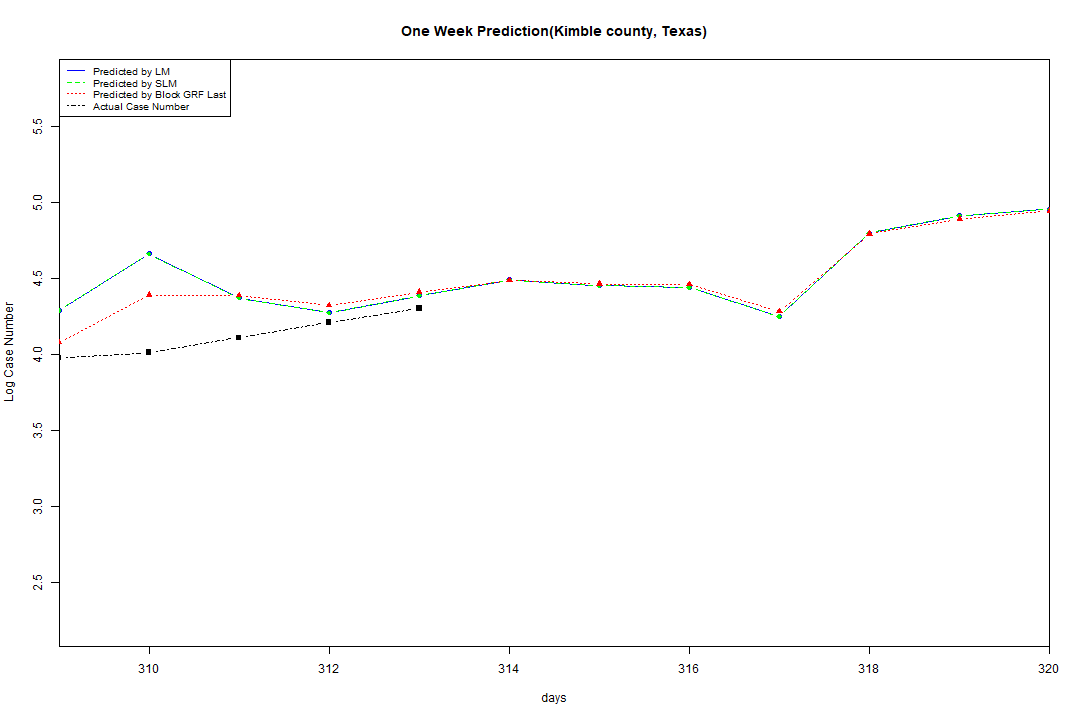 One Week Prediction(Kimble county, Texas)
Predicted by LM
Predicted by SLM
Predicted by Block GRF Last
Actual Case Number
5.5
5.0
4.5
4.0
3.5
3.0
2.5
Log Case Number
310 312 314 316 318 320
days